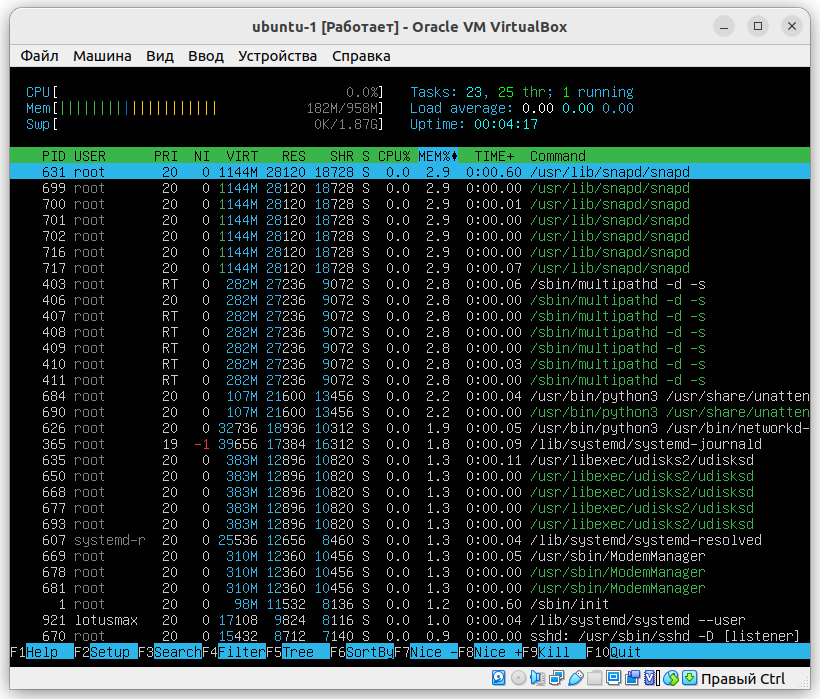 ubuntu-1 [Работает] - Oracle VM VirtualBox
Файл Машина Вид Ввод Устройства Справка
CPU[ 0.0%] Tasks: 23, 25 thr; 1 running
Mem[||||||||||||||||||||| 182M/958M] Load average: 0.00 0.00 0.00
Swp[ 0K/1.87G] Uptime: 00:04:17
PID USER PRI NI VIRT RES SHR S CPU% MEM% TIME+ Command
631 root 20 0 1144M 28120 18728 S 0.0 2.9 0:00.60 /usr/lib/snapd/snapd
699 root 20 0 1144M 28120 18728 S 0.0 2.9 0:00.00 /usr/lib/snapd/snapd
700 root 20 0 1144M 28120 18728 S 0.0 2.9 0:00.01 /usr/lib/snapd/snapd
701 root 20 0 1144M 28120 18728 S 0.0 2.9 0:00.00 /usr/lib/snapd/snapd
702 root 20 0 1144M 28120 18728 S 0.0 2.9 0:00.00 /usr/lib/snapd/snapd
716 root 20 0 1144M 28120 18728 S 0.0 2.9 0:00.00 /usr/lib/snapd/snapd
717 root 20 0 1144M 28120 18728 S 0.0 2.9 0:00.07 /usr/lib/snapd/snapd
403 root RT 0 282M 27236 9072 S 0.0 2.8 0:00.06 /sbin/multipathd -d -s
406 root RT 0 282M 27236 9072 S 0.0 2.8 0:00.00 /sbin/multipathd -d -s
407 root RT 0 282M 27236 9072 S 0.0 2.8 0:00.00 /sbin/multipathd -d -s
408 root RT 0 282M 27236 9072 S 0.0 2.8 0:00.00 /sbin/multipathd -d -s
409 root RT 0 282M 27236 9072 S 0.0 2.8 0:00.00 /sbin/multipathd -d -s
410 root RT 0 282M 27236 9072 S 0.0 2.8 0:00.03 /sbin/multipathd -d -s
411 root RT 0 282M 27236 9072 S 0.0 2.8 0:00.00 /sbin/multipathd -d -s
684 root 20 0 107M 21600 13456 S 0.0 2.2 0:00.04 /usr/bin/python3 /usr/share/unatten
690 root 20 0 107M 21600 13456 S 0.0 2.2 0:00.00 /usr/bin/python3 /usr/share/unatten
626 root 20 0 32736 18936 10312 S 0.0 1.9 0:00.05 /usr/bin/python3 /usr/bin/networkd-
365 root 19 -1 39656 17384 16312 S 0.0 1.8 0:00.09 /lib/systemd/systemd-journald
635 root 20 0 383M 12896 10820 S 0.0 1.3 0:00.11 /usr/libexec/udisks2/udisksd
650 root 20 0 383M 12896 10820 S 0.0 1.3 0:00.00 /usr/libexec/udisks2/udisksd
668 root 20 0 383M 12896 10820 S 0.0 1.3 0:00.00 /usr/libexec/udisks2/udisksd
677 root 20 0 383M 12896 10820 S 0.0 1.3 0:00.00 /usr/libexec/udisks2/udisksd
693 root 20 0 383M 12896 10820 S 0.0 1.3 0:00.00 /usr/libexec/udisks2/udisksd
607 systemd-r 20 0 25536 12656 8460 S 0.0 1.3 0:00.04 /lib/systemd/systemd-resolved
669 root 20 0 310M 12360 10456 S 0.0 1.3 0:00.05 /usr/sbin/ModemManager
678 root 20 0 310M 12360 10456 S 0.0 1.3 0:00.00 /usr/sbin/ModemManager
681 root 20 0 310M 12360 10456 S 0.0 1.3 0:00.00 /usr/sbin/ModemManager
1 root 20 0 98M 11532 8136 S 0.0 1.2 0:00.60 /sbin/init
921 lotusmax 20 0 17108 9824 8116 S 0.0 1.0 0:00.04 /lib/systemd/systemd --user
670 root 20 0 15432 8712 7140 S 0.0 0.9 0:00.00 sshd: /usr/sbin/sshd -D [listener]
F1Help F2Setup F3SearchF4FilterF5Tree F6SortByF7Nice -F8Nice +F9Kill F10Quit
Правый Ctrl